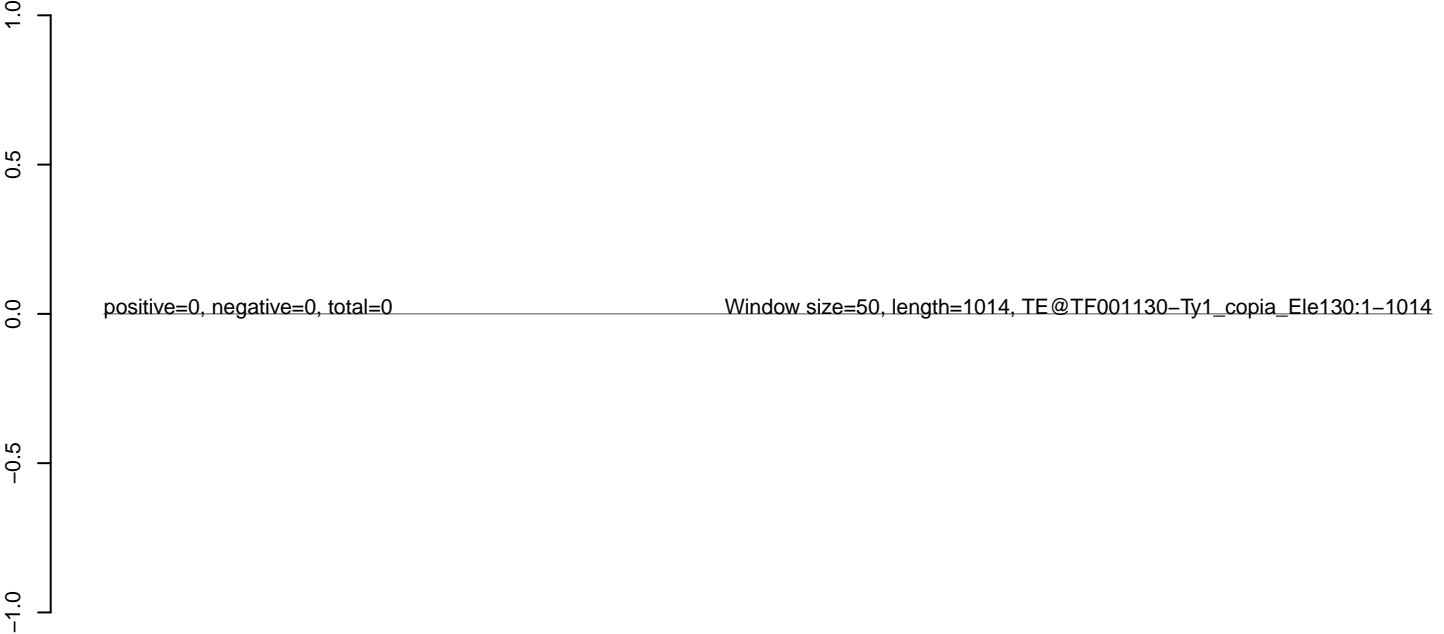 1.0
0.5
0.0
−0.5
−1.0
positive=0, negative=0, total=0
Window size=50, length=1014, TE@TF001130−Ty1_copia_Ele130:1−1014